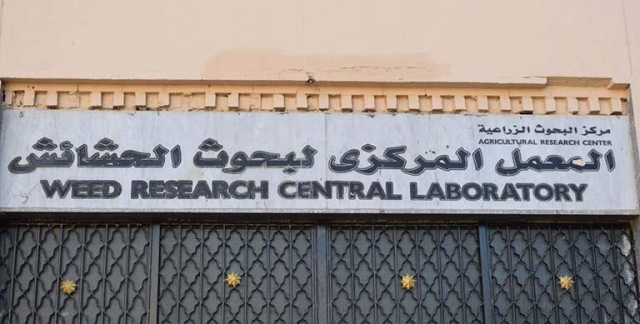 مركز البحوث الزراعية
AGRICULTURAL RESEARCH CENTER
المعمل المركزى لبحوث الحشائش
WEED RESEARCH CENTRAL LABORATORY